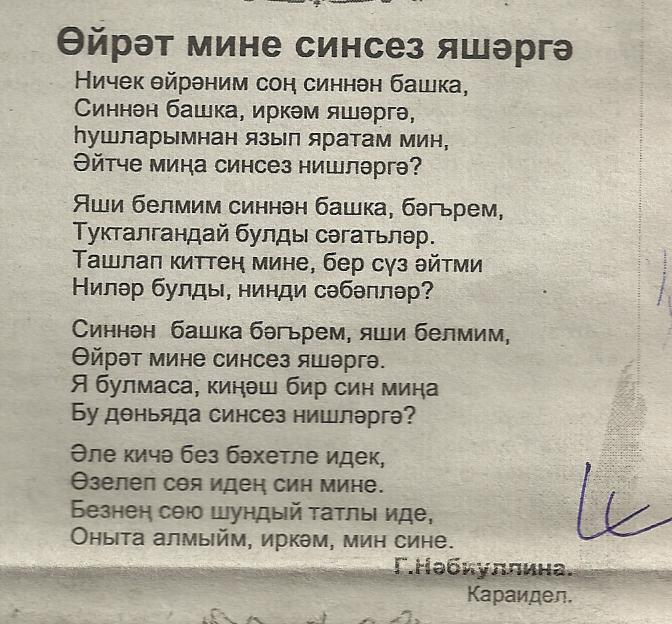 Өйрәт мине синсез яшәргә
Ничек өйрәним соң синнән башка,
Синнән башка, иркәм яшәргә,
Һушларымнан язып яратам мин,
Әйтче миңа синсез нишләргә?
Яши белмим синнән башка, бәгърем,
Тукталгандай булды сәгатьләр.
Ташлап киттең мине, бер сүз әйтми
Ниләр булды, нинди сәбәпләр?
Синнән башка бәгърем, яши белмим,
Өйрәт мине синсез яшәргә.
Я булмаса, киңәш бир син миңа
Бу дөньяда синсез нишләргә?
Әле кичә без бәхетле идек,
Өзелеп сөя идең син мине.
Безнең сөю шундый татлы иде,
Оныта алмыйм, иркәм, мин сине.
Г.Нәбиуллина.
Караидел.